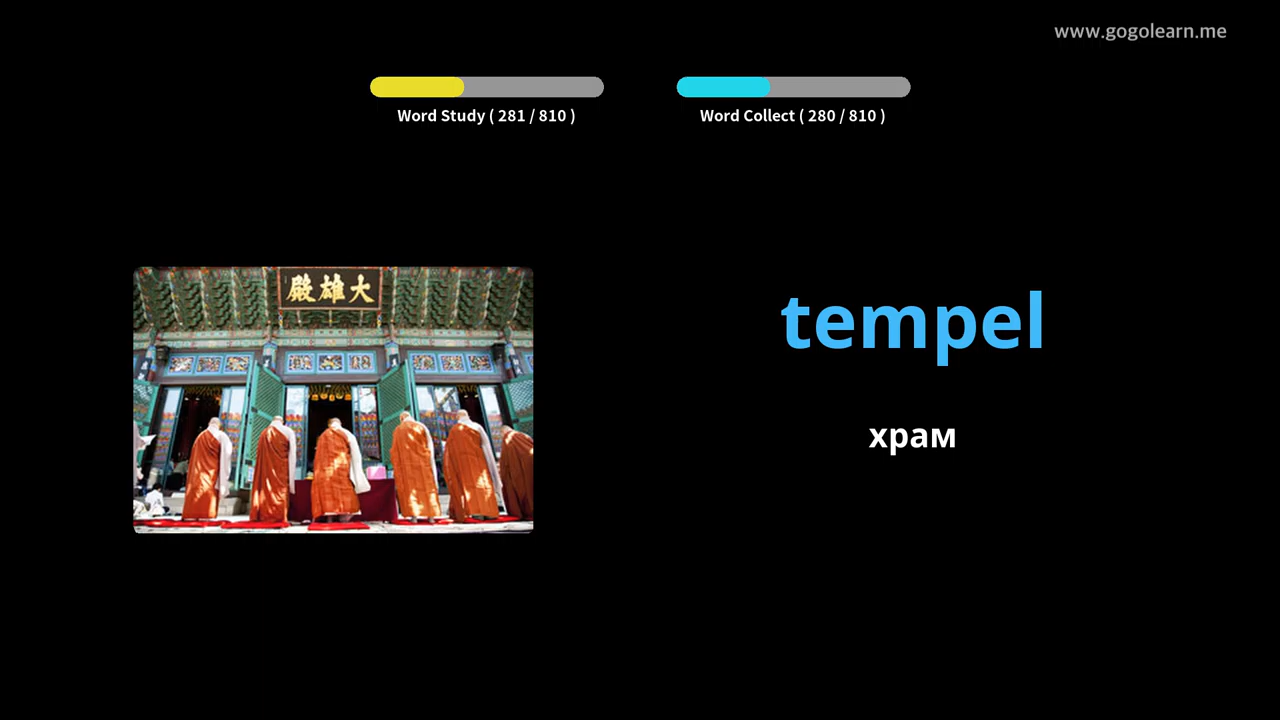 www.gogolearn.me
Word Study ( 281 / 810 )
Word Collect ( 280 / 810 )
殿雄大
tempel
храм